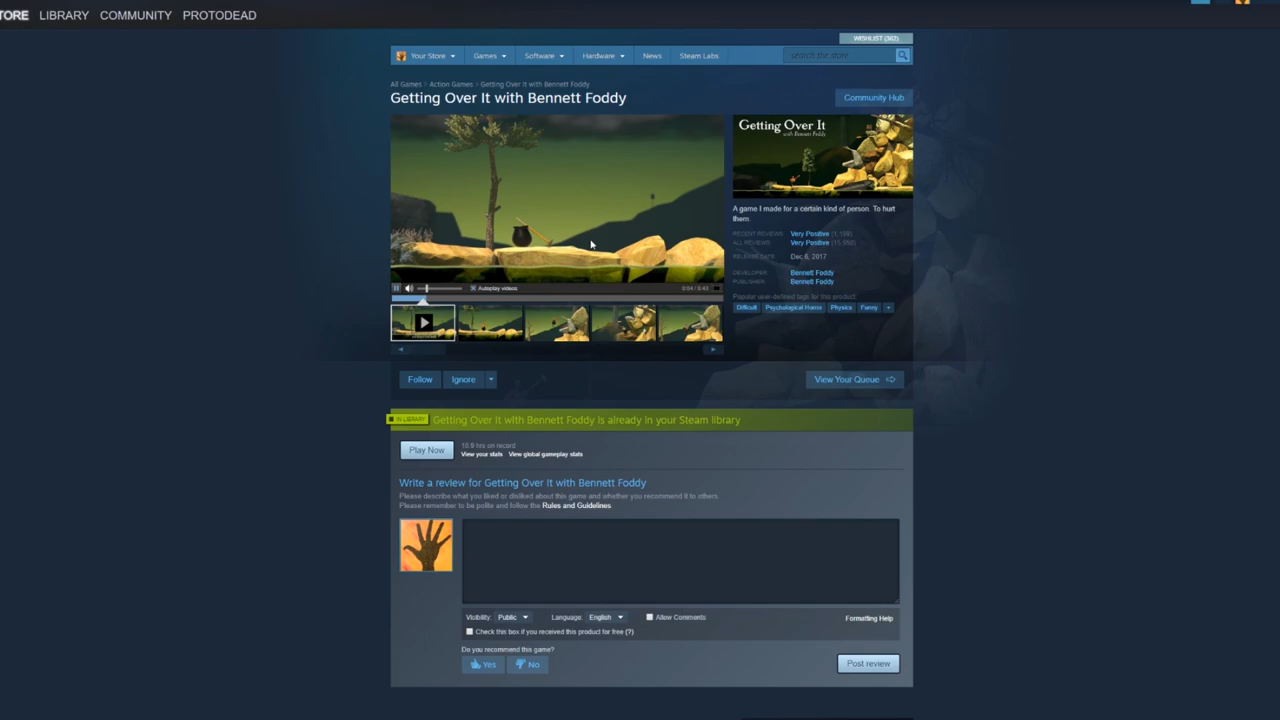 TORE LIBRARY COMMUNITY PROTODEAD
WISHLIST (362)
Your Store Games Software Hardware News Steam Labs search the store
All Games > Action Games > Getting Over It with Bennett Foddy
Getting Over It with Bennett Foddy
Community Hub
Getting Over It
with Bennett Foddy
A game I made for a certain kind of person. To hurt
them.
RECENT REVIEWS: Very Positive
ALL REVIEWS: Very Positive
RELEASE DATE: Dec 6, 2017
DEVELOPER: Bennett Foddy
PUBLISHER: Bennett Foddy
Popular user-defined tags for this product:
Difficult Psychological Horror Physics Funny +
Autoplay videos 0:04 / 0:43
Follow Ignore View Your Queue
IN LIBRARY Getting Over It with Bennett Foddy is already in your Steam library
Play Now
10.9 hrs on record
View your stats View global gameplay stats
Write a review for Getting Over It with Bennett Foddy
Please describe what you liked or disliked about this game and whether you recommend it to others.
Please remember to be polite and follow the Rules and Guidelines.
Visibility: Public Language: English Allow Comments Formatting Help
Check this box if you received this product for free (?)
Do you recommend this game?
Yes No Post review